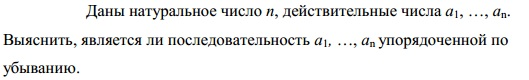 Даны натуральное число n, действительные числа a1, …, an.
Выяснить, является ли последовательность a1, …, an упорядоченной по
убыванию.